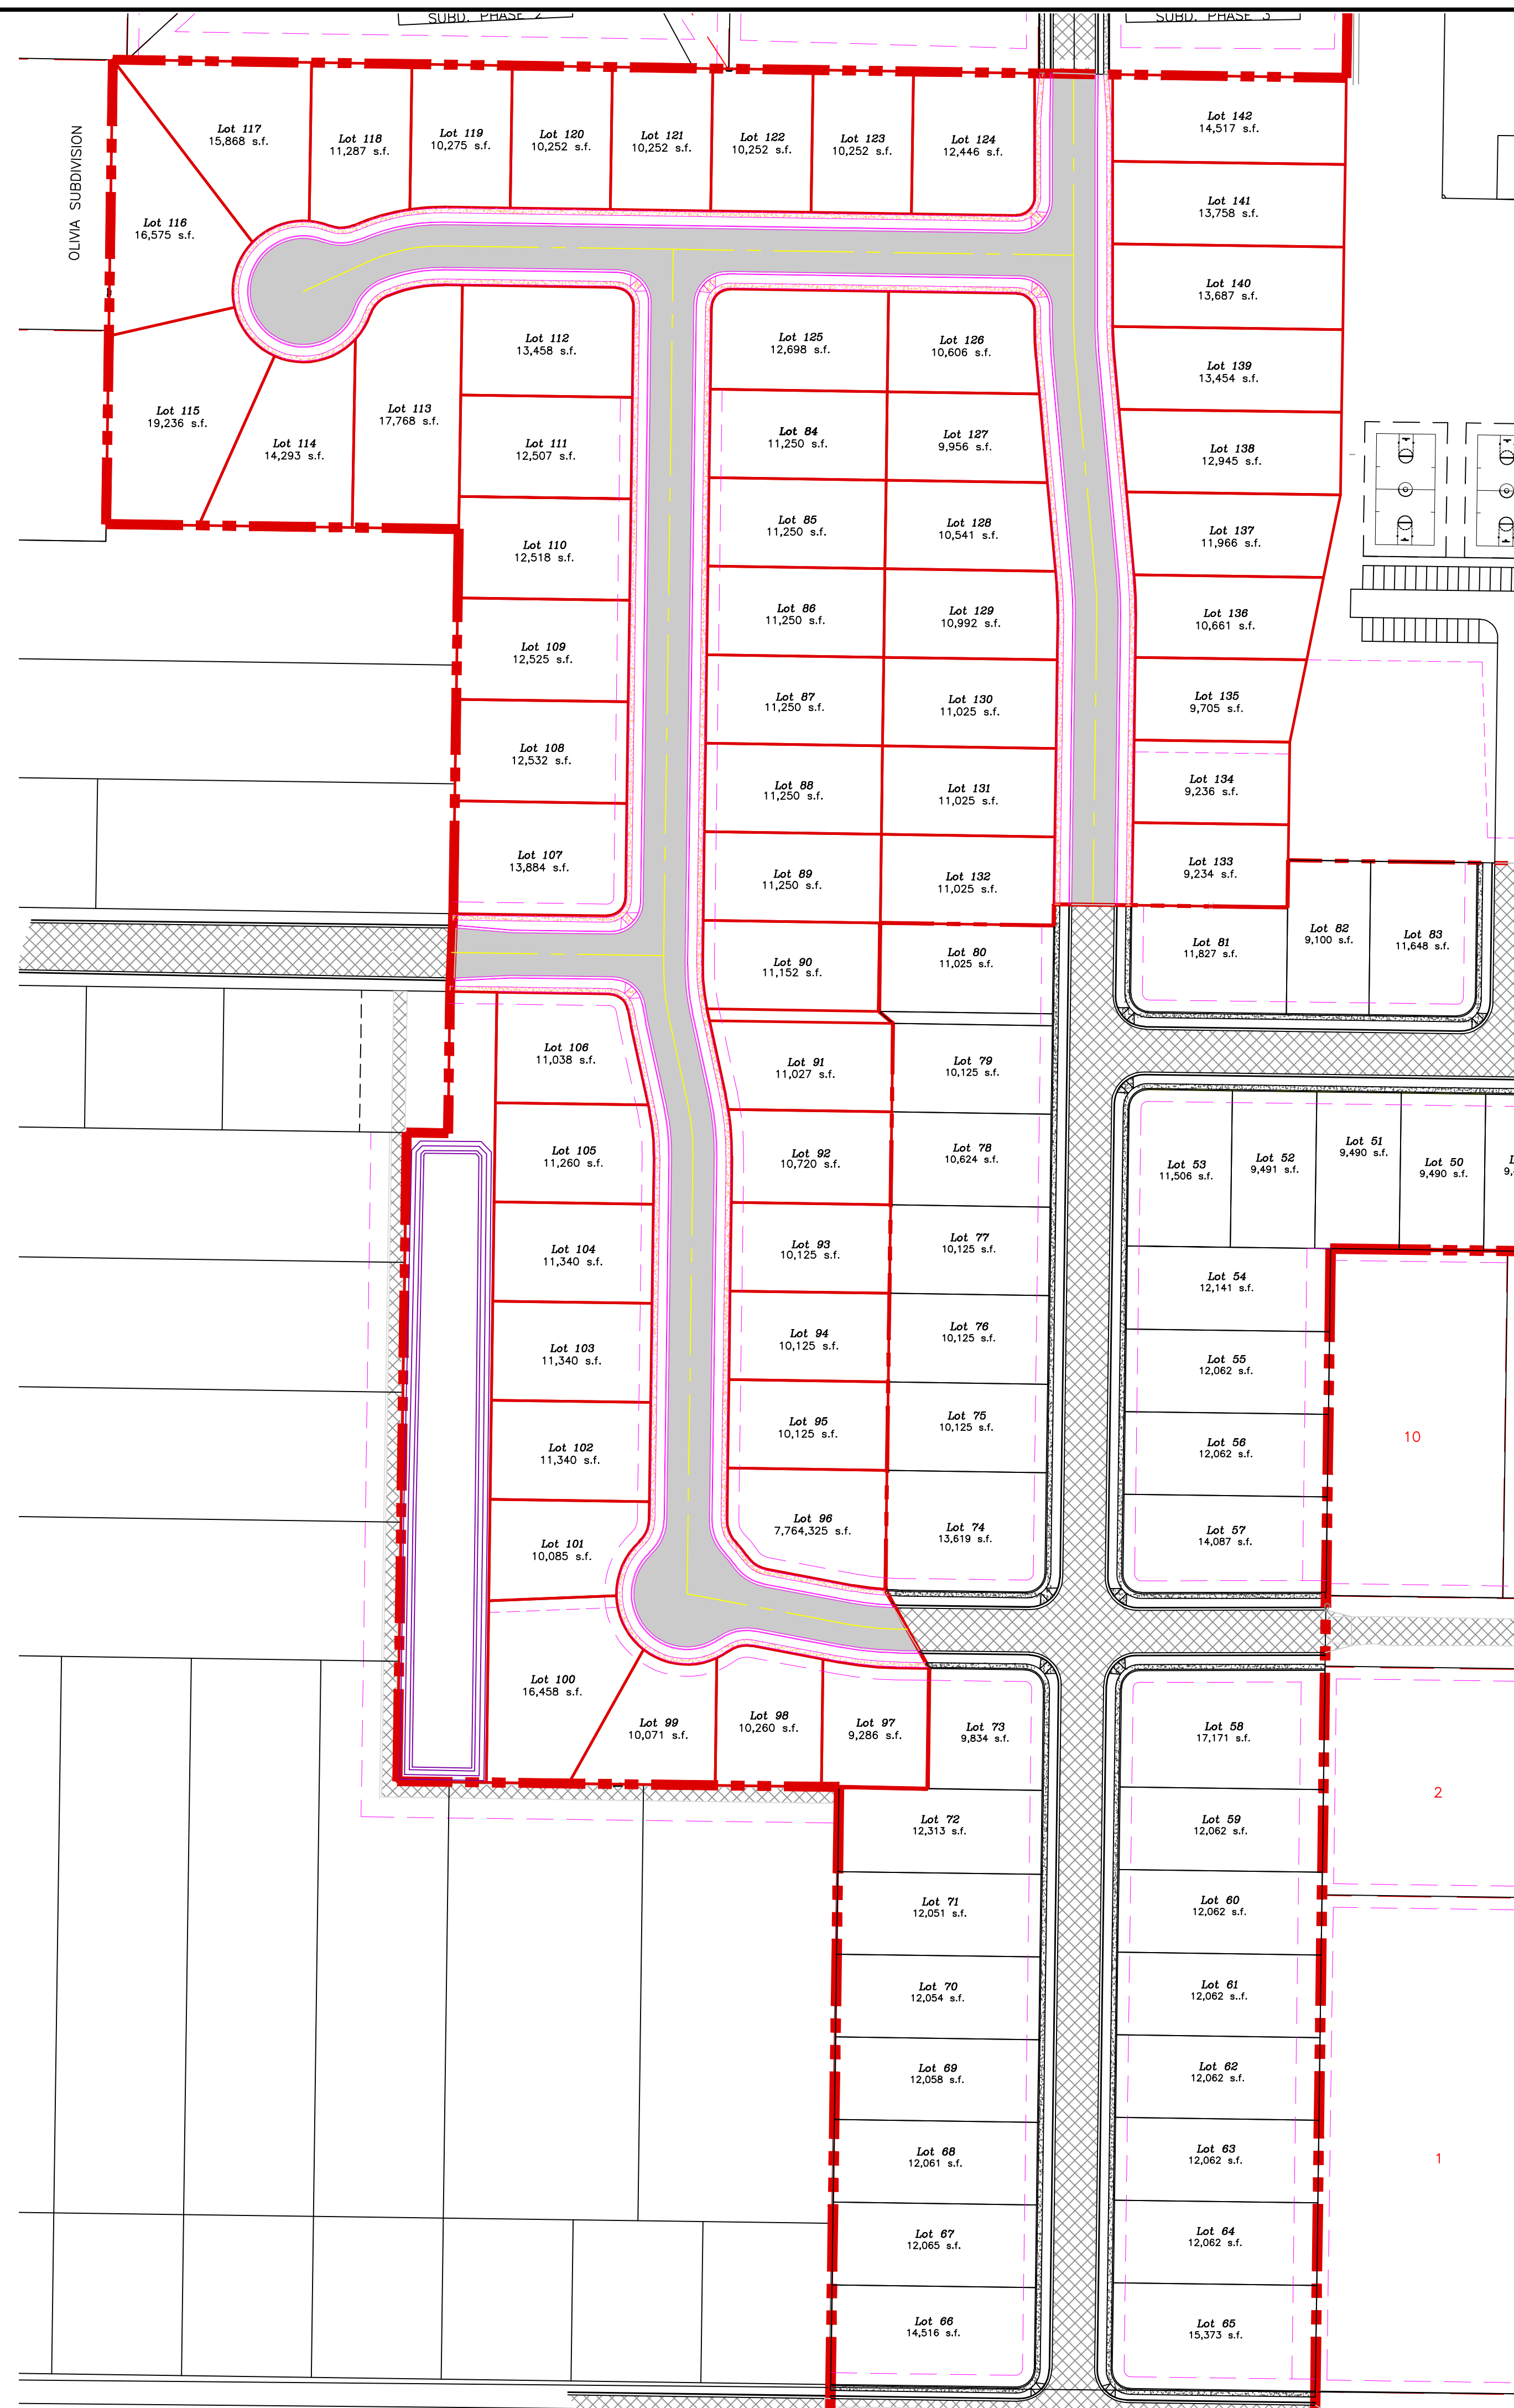 SUBD. PHASE 2
SUBD. PHASE 3
OLIVIA SUBDIVISION
Lot 117
15,868 s.f.
Lot 118
11,287 s.f.
Lot 119
10,275 s.f.
Lot 120
10,252 s.f.
Lot 121
10,252 s.f.
Lot 122
10,252 s.f.
Lot 123
10,252 s.f.
Lot 124
12,446 s.f.
Lot 142
14,517 s.f.
Lot 116
16,575 s.f.
Lot 141
13,758 s.f.
Lot 140
13,687 s.f.
Lot 112
13,458 s.f.
Lot 125
12,698 s.f.
Lot 126
10,606 s.f.
Lot 139
13,454 s.f.
Lot 115
19,236 s.f.
Lot 114
14,293 s.f.
Lot 113
17,768 s.f.
Lot 111
12,507 s.f.
Lot 84
11,250 s.f.
Lot 127
9,956 s.f.
Lot 138
12,945 s.f.
Lot 110
12,518 s.f.
Lot 85
11,250 s.f.
Lot 128
10,541 s.f.
Lot 137
11,966 s.f.
Lot 109
12,525 s.f.
Lot 86
11,250 s.f.
Lot 129
10,992 s.f.
Lot 136
10,661 s.f.
Lot 108
12,532 s.f.
Lot 87
11,250 s.f.
Lot 130
11,025 s.f.
Lot 135
9,705 s.f.
Lot 88
11,250 s.f.
Lot 131
11,025 s.f.
Lot 134
9,236 s.f.
Lot 107
13,884 s.f.
Lot 89
11,250 s.f.
Lot 132
11,025 s.f.
Lot 133
9,234 s.f.
Lot 90
11,152 s.f.
Lot 80
11,025 s.f.
Lot 81
11,827 s.f.
Lot 82
9,100 s.f.
Lot 83
11,648 s.f.
Lot 106
11,038 s.f.
Lot 91
11,027 s.f.
Lot 79
10,125 s.f.
Lot 105
11,260 s.f.
Lot 92
10,720 s.f.
Lot 78
10,624 s.f.
Lot 53
11,506 s.f.
Lot 52
9,491 s.f.
Lot 51
9,490 s.f.
Lot 50
9,490 s.f.
Lot 104
11,340 s.f.
Lot 93
10,125 s.f.
Lot 77
10,125 s.f.
Lot 54
12,141 s.f.
Lot 103
11,340 s.f.
Lot 94
10,125 s.f.
Lot 76
10,125 s.f.
Lot 55
12,062 s.f.
Lot 102
11,340 s.f.
Lot 95
10,125 s.f.
Lot 75
10,125 s.f.
Lot 56
12,062 s.f.
10
Lot 101
10,085 s.f.
Lot 96
7,764,325 s.f.
Lot 74
13,619 s.f.
Lot 57
14,087 s.f.
Lot 100
16,458 s.f.
Lot 99
10,071 s.f.
Lot 98
10,260 s.f.
Lot 97
9,286 s.f.
Lot 73
9,834 s.f.
Lot 58
17,171 s.f.
2
Lot 72
12,313 s.f.
Lot 59
12,062 s.f.
Lot 71
12,051 s.f.
Lot 60
12,062 s.f.
Lot 70
12,054 s.f.
Lot 61
12,062 s..f.
Lot 69
12,058 s.f.
Lot 62
12,062 s.f.
Lot 68
12,061 s.f.
Lot 63
12,062 s.f.
1
Lot 67
12,065 s.f.
Lot 64
12,062 s.f.
Lot 66
14,516 s.f.
Lot 65
15,373 s.f.